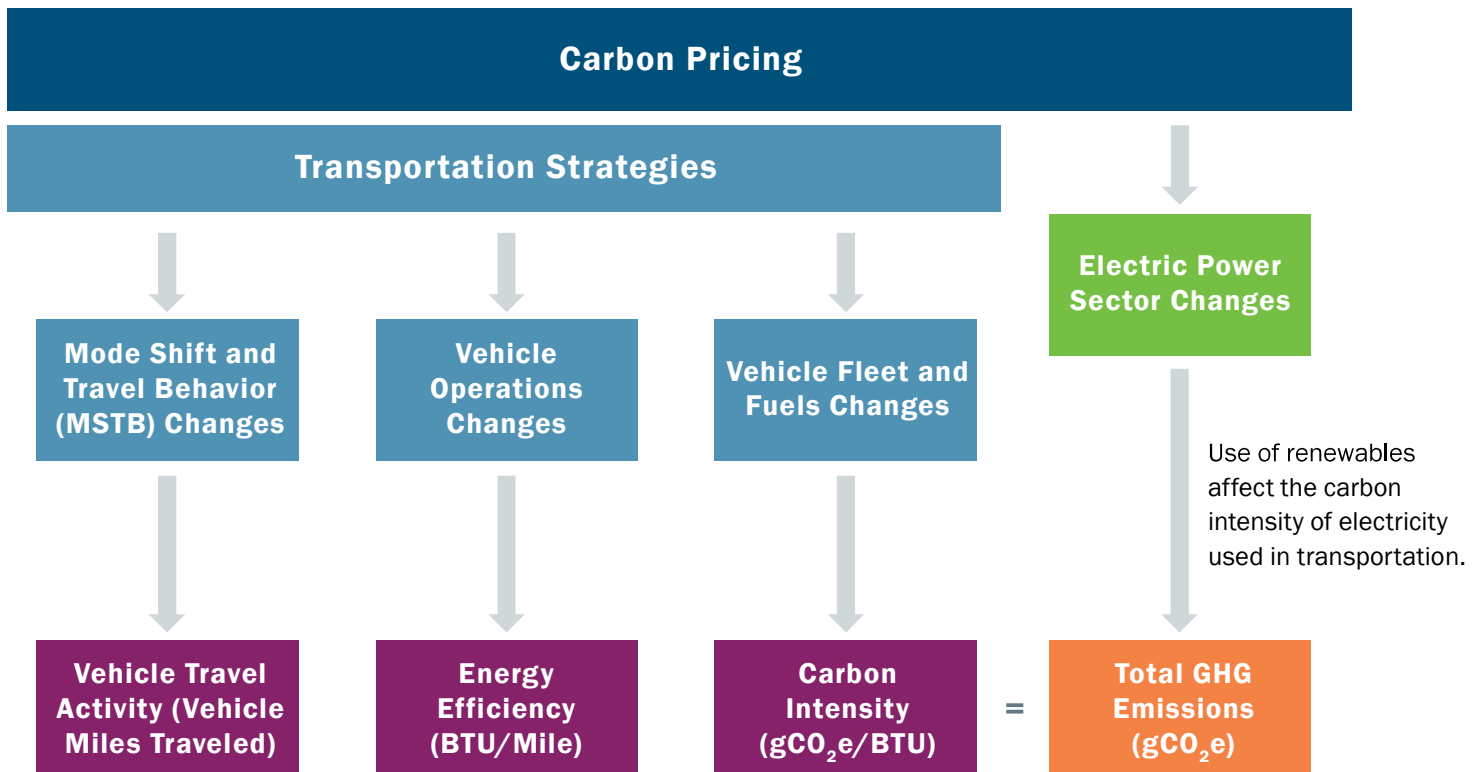 Carbon Pricing
Transportation Strategies
Electric Power
Sector Changes
Mode Shift and
Travel Behavior
(MSTB) Changes
Vehicle
Operations
Changes
Vehicle Fleet and
Fuels Changes
Use of renewables
affect the carbon
intensity of electricity
used in transportation.
Vehicle Travel
Activity (Vehicle
Miles Traveled)
Energy
Efficiency
(BTU/Mile)
Carbon
Intensity
(gCO₂e/BTU)
=
Total GHG
Emissions
(gCO₂e)